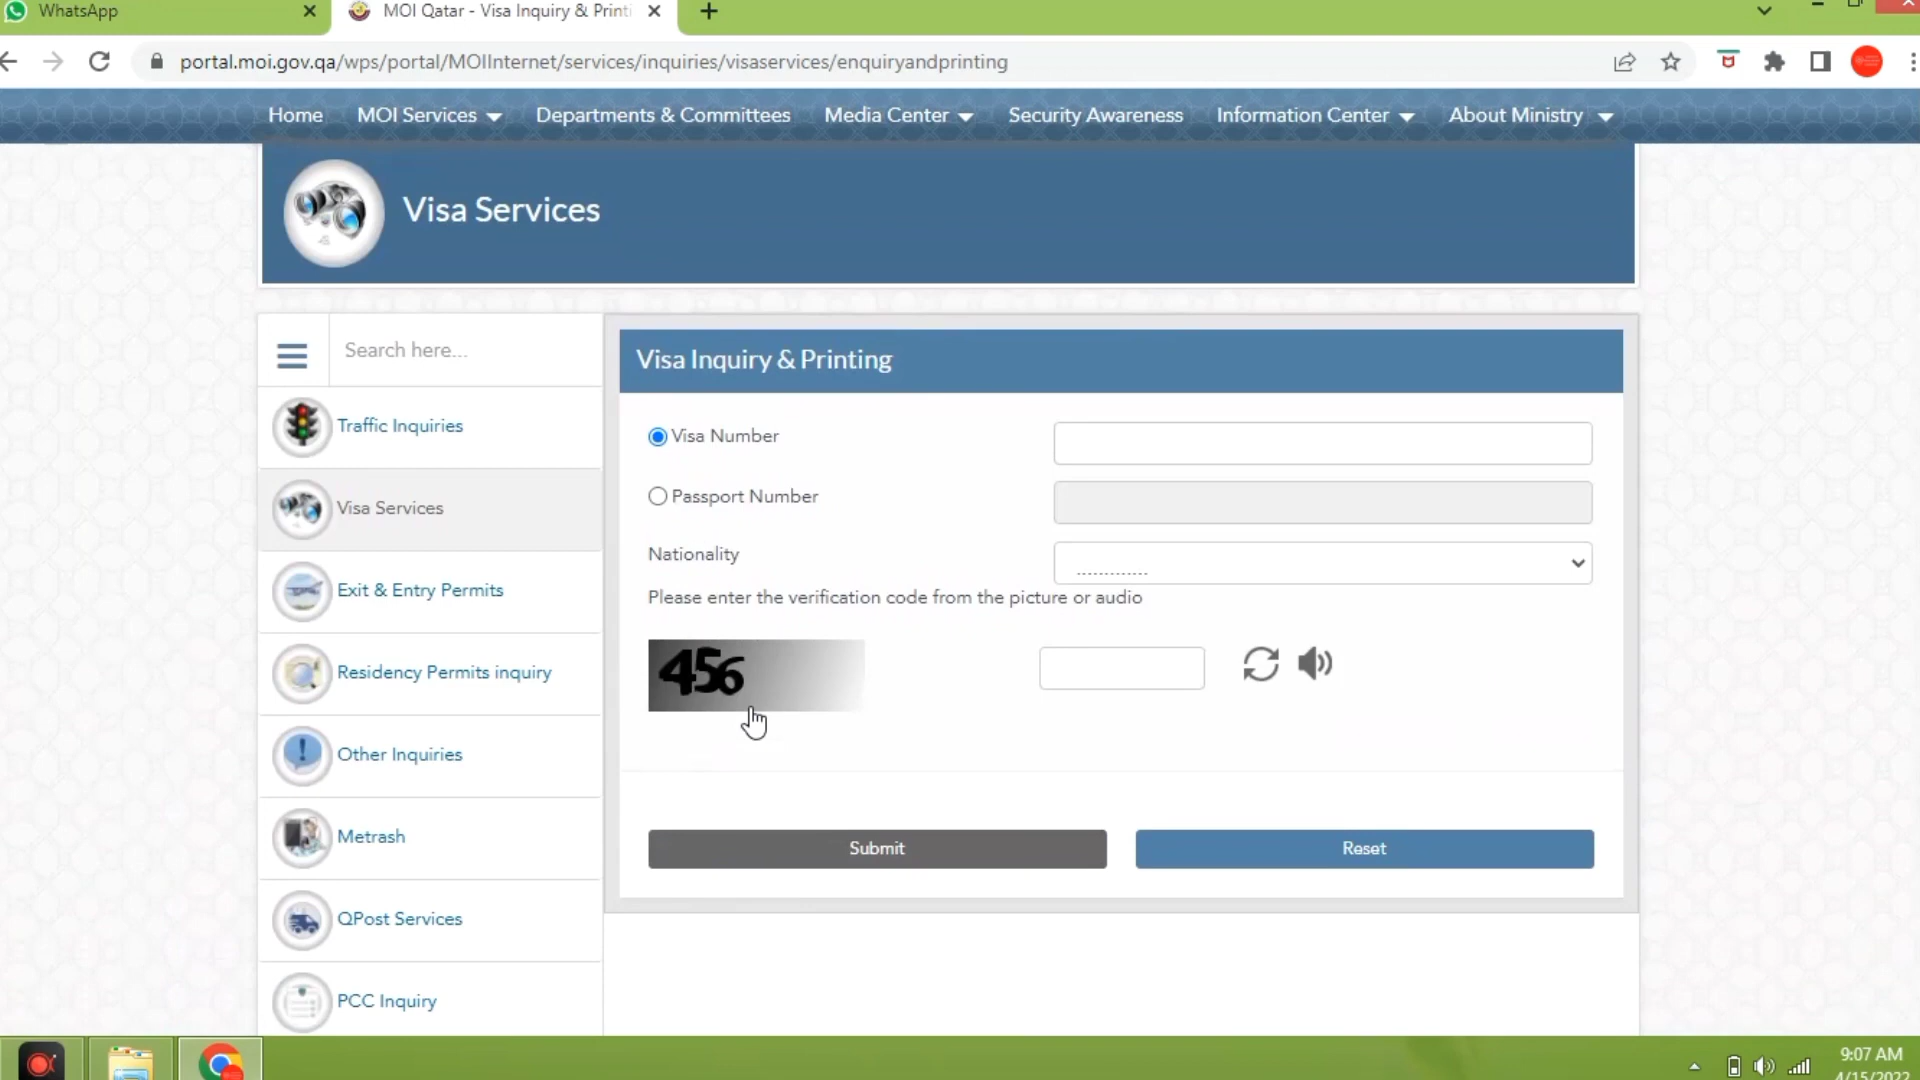 WhatsApp
MOI Qatar - Visa Inquiry & Printi
portal.moi.gov.qa/wps/portal/MOIInternet/services/inquiries/visaservices/enquiryandprinting
Home MOI Services Departments & Committees Media Center Security Awareness Information Center About Ministry
Visa Services
Search here...
Traffic Inquiries
Visa Services
Exit & Entry Permits
Residency Permits inquiry
Other Inquiries
Metrash
QPost Services
PCC Inquiry
Visa Inquiry & Printing
Visa Number
Passport Number
Nationality
............
Please enter the verification code from the picture or audio
456
Submit Reset
9:07 AM
4/15/2022